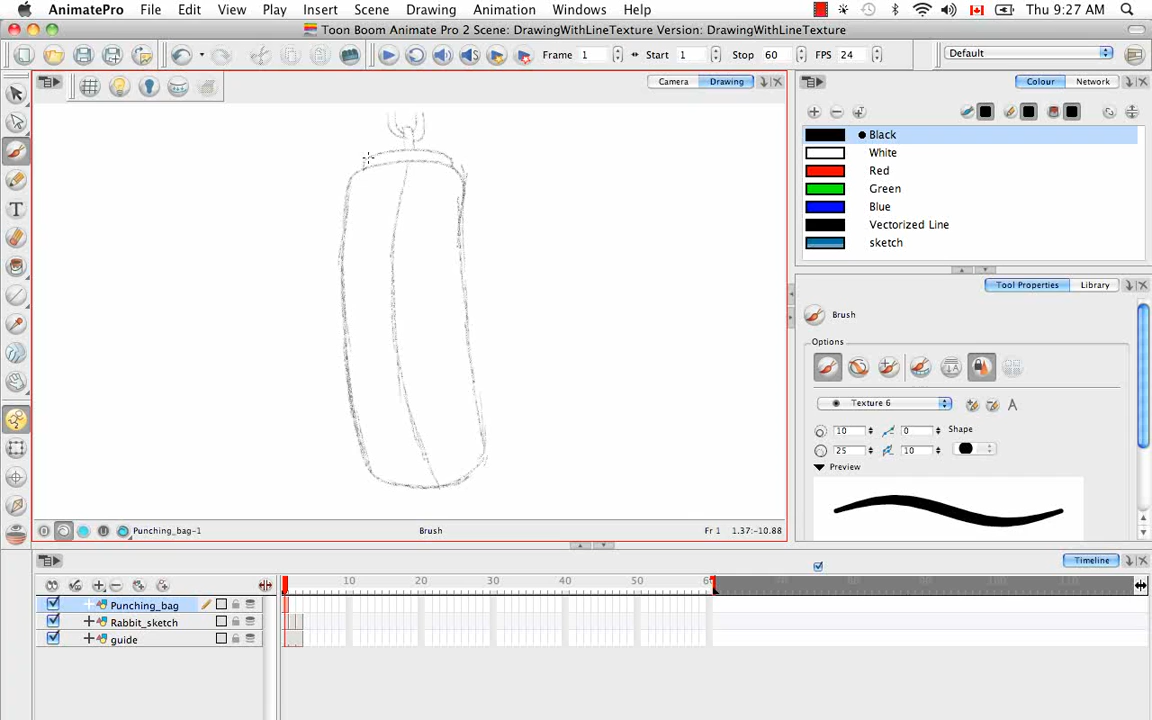 AnimatePro File Edit View Play Insert Scene Drawing Animation Windows Help Thu 9:27 AM
Toon Boom Animate Pro 2 Scene: DrawingWithLineTexture Version: DrawingWithLineTexture
Frame 1 Start 1 Stop 60 FPS 24 Default
Camera Drawing
Colour Network
Black
White
Red
Green
Blue
Vectorized Line
sketch
Tool Properties Library
Brush
Options
Texture 6 A
10 0 Shape
25 10
Preview
T
Punching_bag-1 Brush Fr 1 1.37:-10.88
Timeline
10 20 30 40 50
Punching_bag
Rabbit_sketch
guide